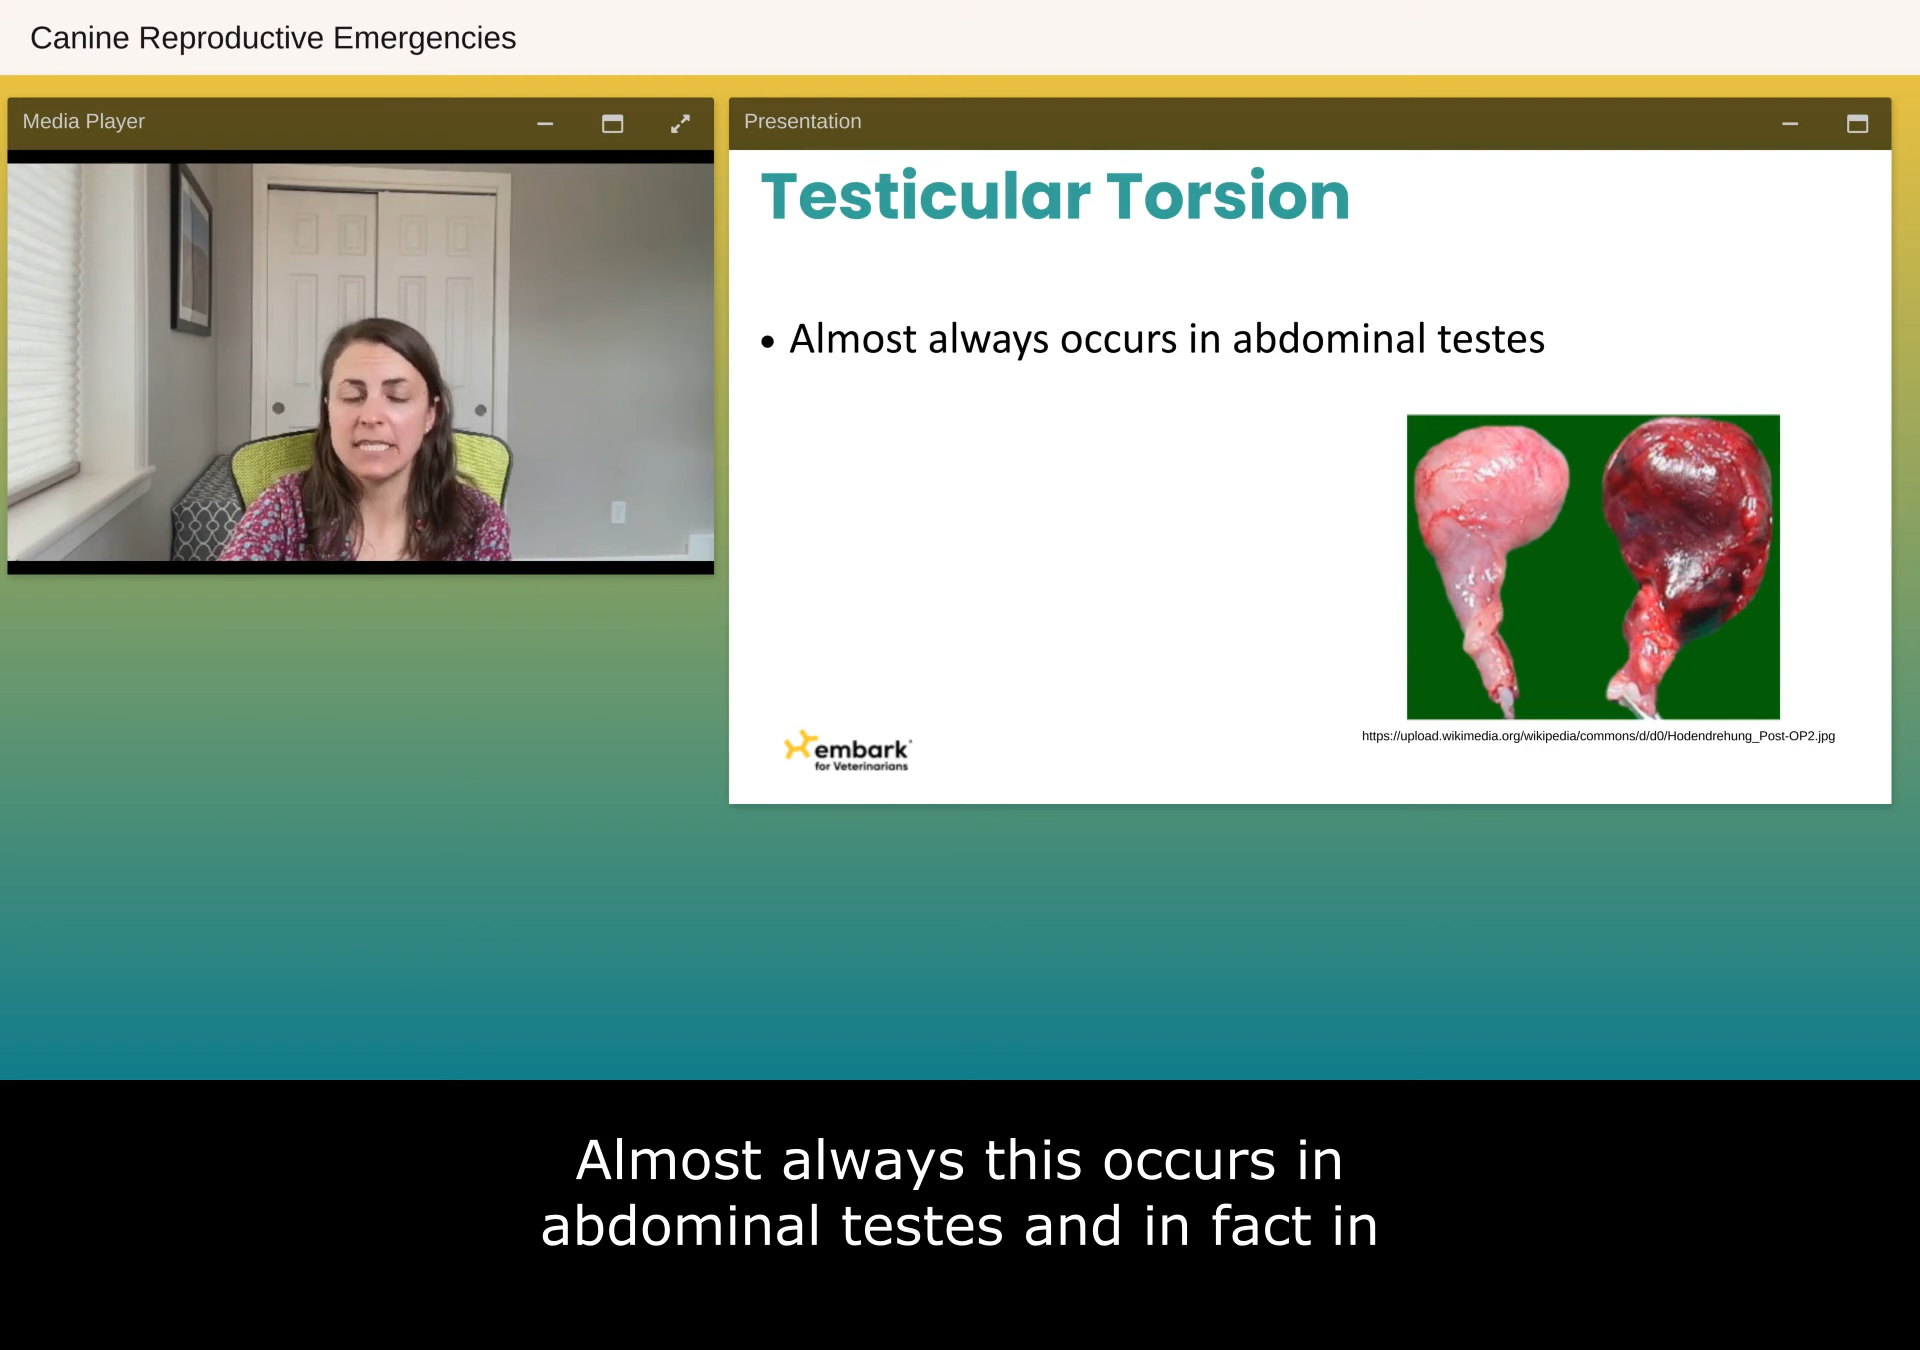 Canine Reproductive Emergencies
Media Player
Presentation
Testicular Torsion
• Almost always occurs in abdominal testes
https://upload.wikimedia.org/wikipedia/commons/d/d0/Hodendrehung_Post-OP2.jpg
embark
for Veterinarians
Almost always this occurs in
abdominal testes and in fact in